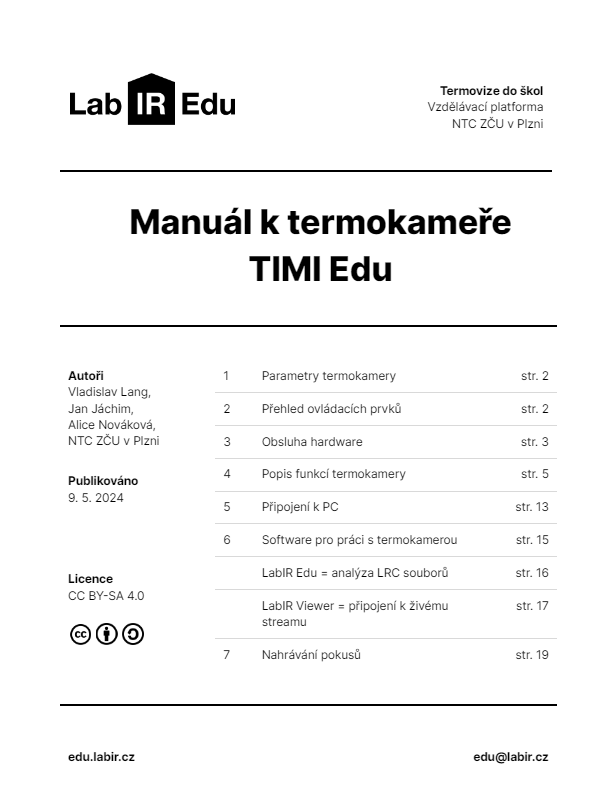 Lab IR Edu
Termovize do škol
Vzdělávací platforma
NTC ZČU v Plzni
Manuál k termokameře
TIMI Edu
Autoři
Vladislav Lang,
Jan Jáchim,
Alice Nováková,
NTC ZČU v Plzni
Publikováno
9. 5. 2024
Licence
CC BY-SA 4.0
cc
1 Parametry termokamery str. 2
2 Přehled ovládacích prvků str. 2
3 Obsluha hardware str. 3
4 Popis funkcí termokamery str. 5
5 Připojení k PC str. 13
6 Software pro práci s termokamerou str. 15
LabIR Edu = analýza LRC souborů str. 16
LabIR Viewer = připojení k živému str. 17
streamu
7 Nahrávání pokusů str. 19
edu.labir.cz
edu@labir.cz